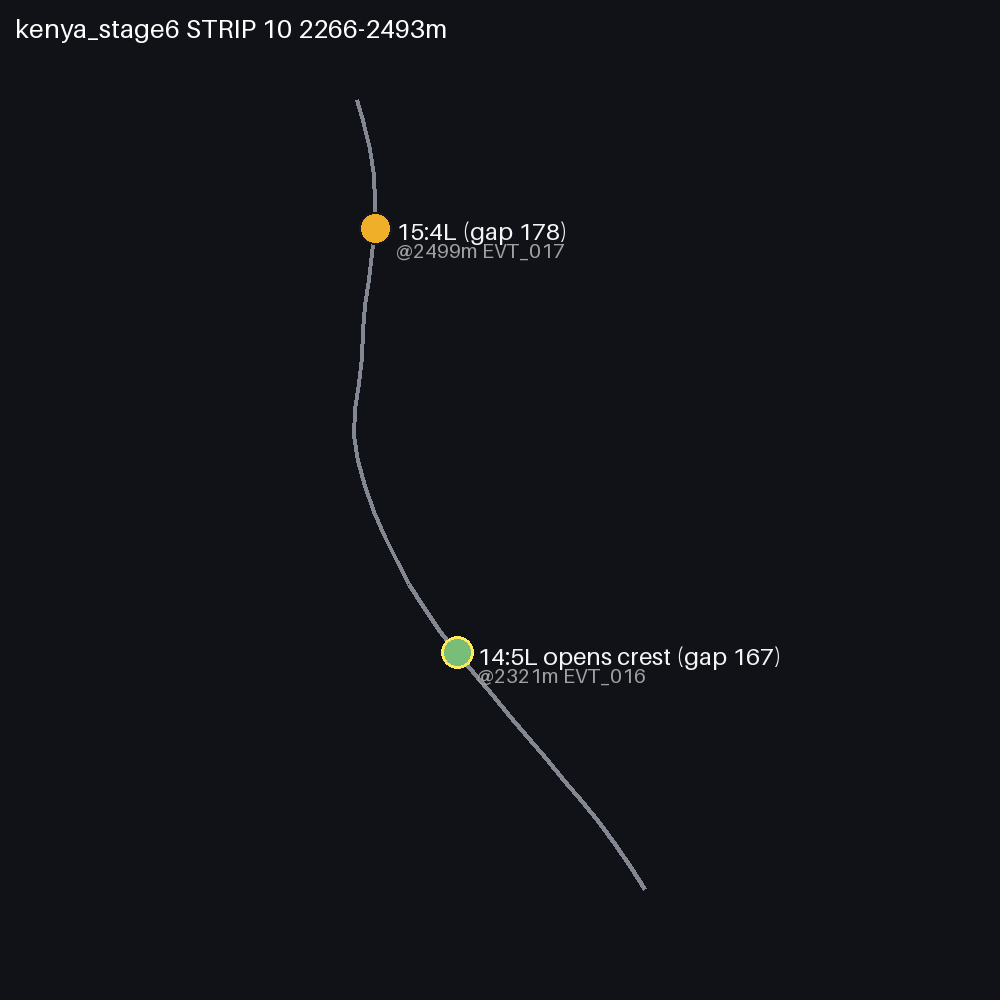 kenya_stage6 STRIP 10 2266-2493m
15:4L (gap 178)
@2499m EVT_017
14:5L opens crest (gap 167)
@2321m EVT_016